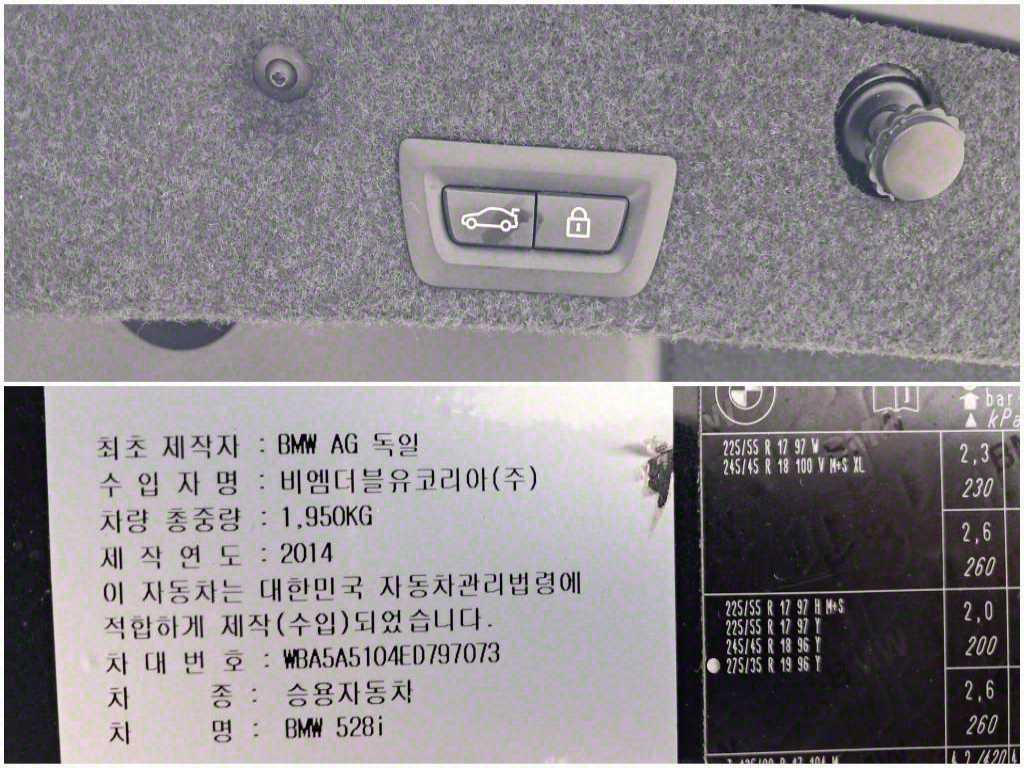 최초 제작자 : BMW AG 독일
수 입 자 명 : 비엠더블유코리아(주)
차량 총중량 : 1,950KG
제 작 연 도 : 2014
이 자동차는 대한민국 자동차관리법령에
적합하게 제작(수입)되었습니다.
차 대 번 호 : WBA5A5104ED797073
차 종 : 승용자동차
차 명 : BMW 528i
bar
kPa
225/55 R 17 97 W
245/45 R 18 100 V M+S XL
2,3
230
2,6
260
225/55 R 17 97 H M+S
225/55 R 17 97 Y
245/45 R 18 96 Y
275/35 R 19 96 Y
2,0
200
2,6
260